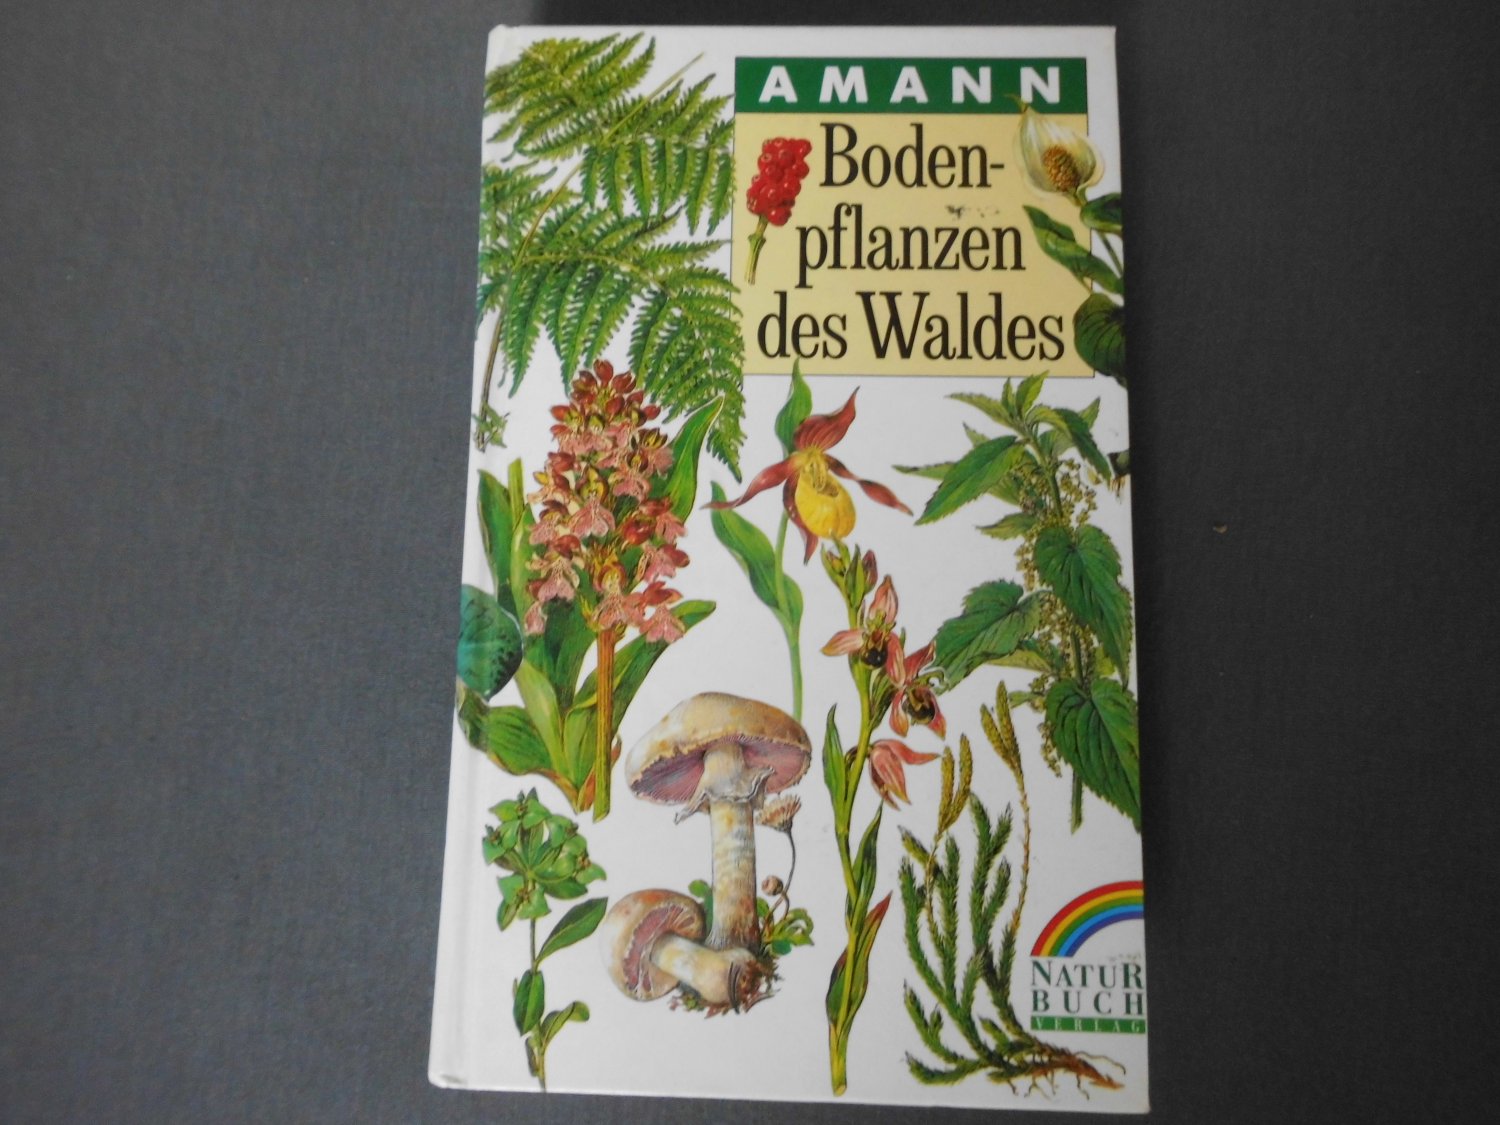 AMANN
Boden-
pflanzen
des Waldes
NATUR
BUCH
VERLAG